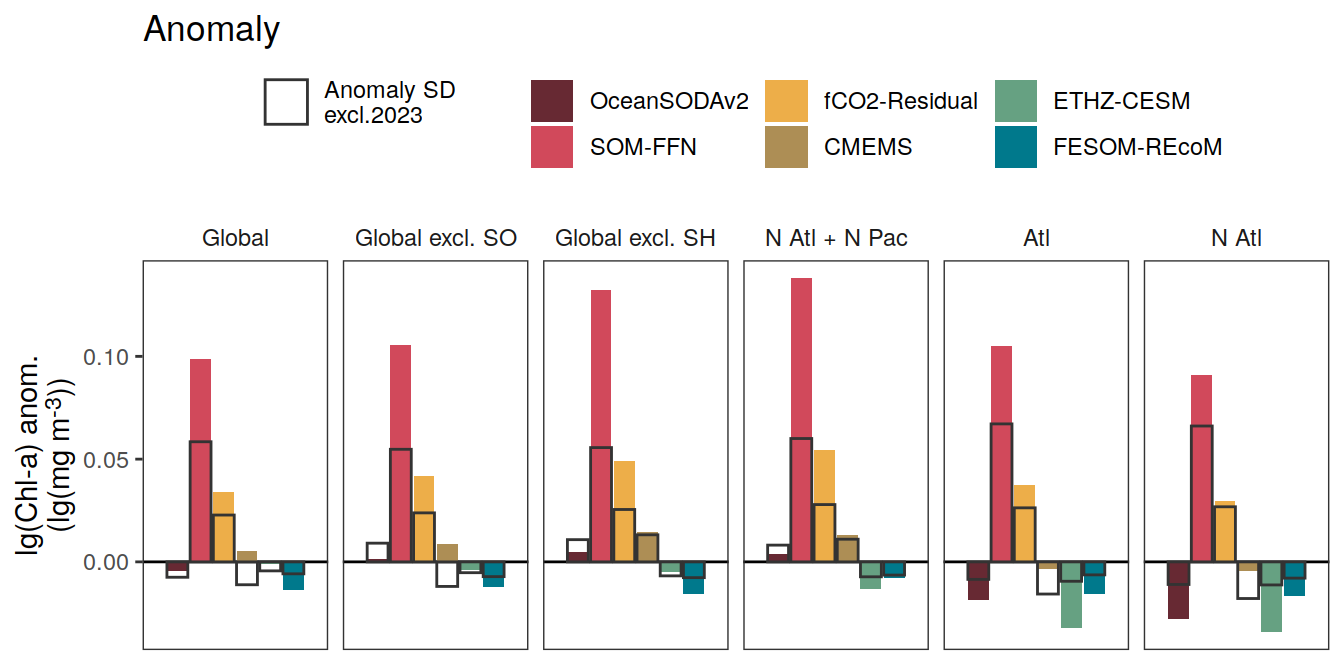 Anomaly
Anomaly SD
excl.2023
OceanSODAv2
fCO2-Residual
ETHZ-CESM
SOM-FFN
CMEMS
FESOM-REcoM
Global
Global excl. SO
Global excl. SH
N Atl + N Pac
Atl
N Atl
lg(Chl-a) anom.
(lg(mg m⁻³))
0.10
0.05
0.00